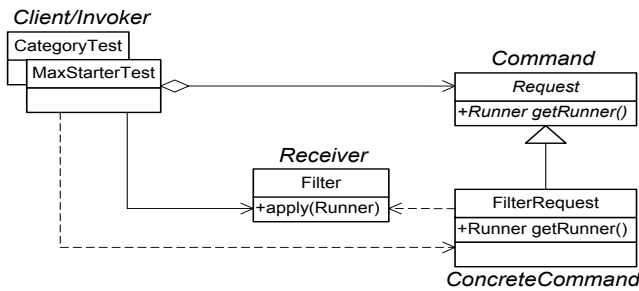 Client/Invoker
CategoryTest
MaxStarterTest
Command
Request
+Runner getRunner()
Receiver
Filter
+apply(Runner)
FilterRequest
+Runner getRunner()
ConcreteCommand